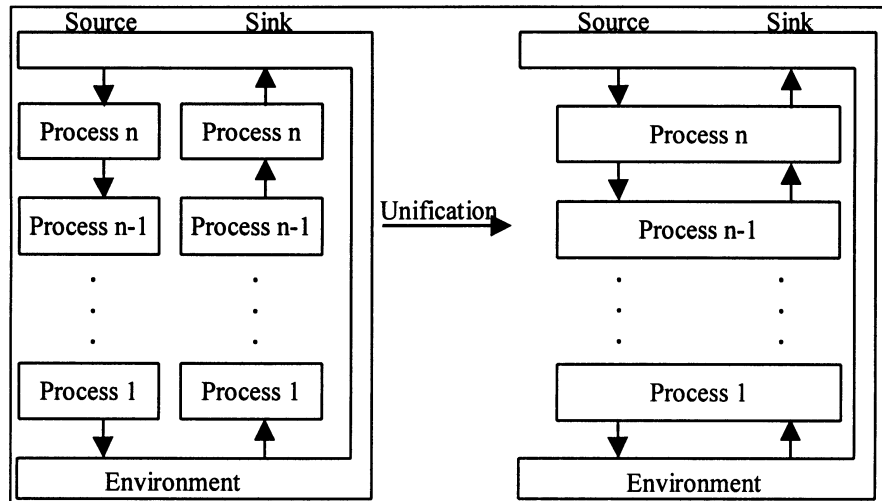 Source Sink
Process n Process n
Process n-1 Process n-1
Process 1 Process 1
Environment
Unification
Source Sink
Process n
Process n-1
Process 1
Environment